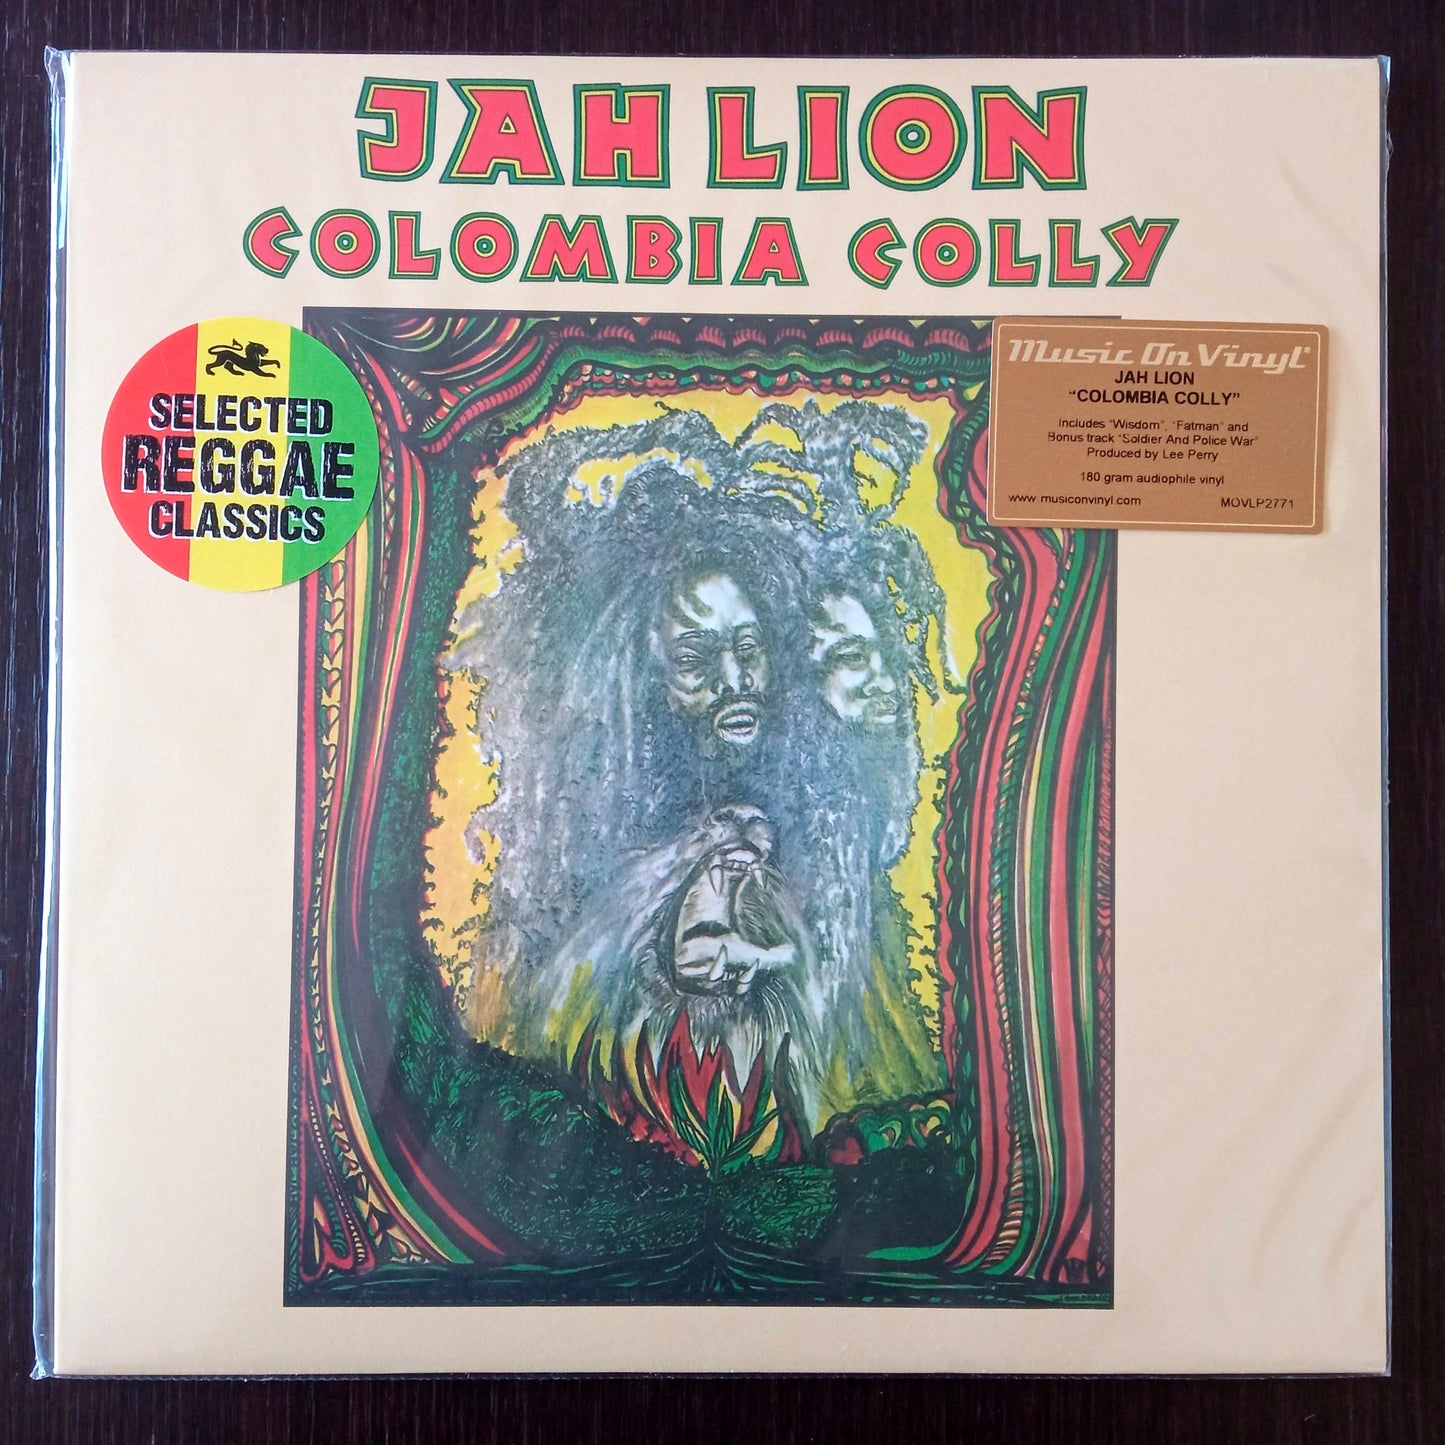 JAH LION
COLOMBIA COLLY
SELECTED
REGGAE
CLASSICS
Music On Vinyl®
JAH LION
“COLOMBIA COLLY”
Includes “Wisdom”, “Fatman” and
Bonus track “Soldier And Police War”
Produced by Lee Perry
180 gram audiophile vinyl
www.musiconvinyl.com MOVLP2771